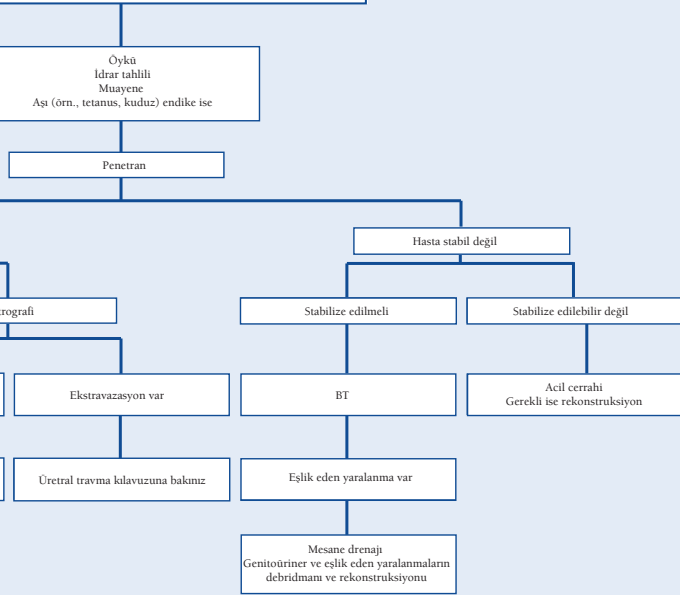 Öykü
İdrar tahlili
Muayene
Aşı (örn., tetanus, kuduz) endike ise
Penetran
Hasta stabil değil
rografi
Stabilize edilmeli
Stabilize edilebilir değil
Ekstravazasyon var
BT
Acil cerrahi
Gerekli ise rekonstruksiyon
Üretral travma kılavuzuna bakınız
Eşlik eden yaralanma var
Mesane drenajı
Genitoüriner ve eşlik eden yaralanmaların
debridmanı ve rekonstruksiyonu